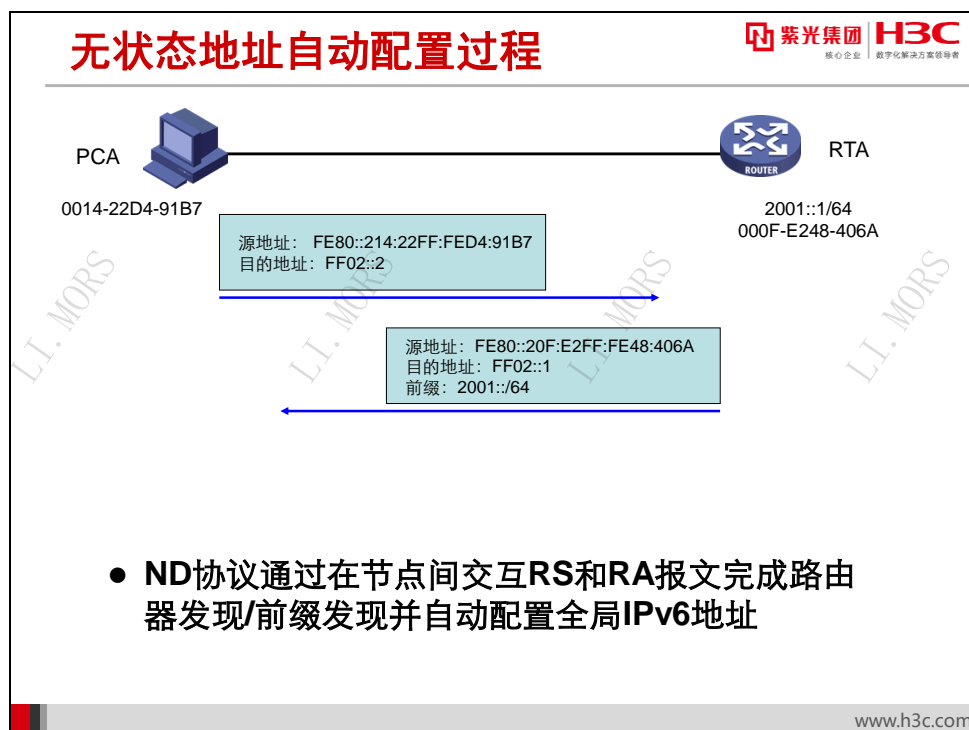 无状态地址自动配置过程
紫光集团
核心企业
H3C
数字化解决方案领导者
PCA
ROUTER
RTA
0014-22D4-91B7
2001::1/64
000F-E248-406A
源地址： FE80::214:22FF:FED4:91B7
目的地址：FF02::2
源地址：FE80::20F:E2FF:FE48:406A
目的地址：FF02::1
前缀：2001::/64
LI. MORS
LI. MORS
LI. MORS
LI. MORS
● ND协议通过在节点间交互RS和RA报文完成路由
器发现/前缀发现并自动配置全局IPv6地址
www.h3c.com